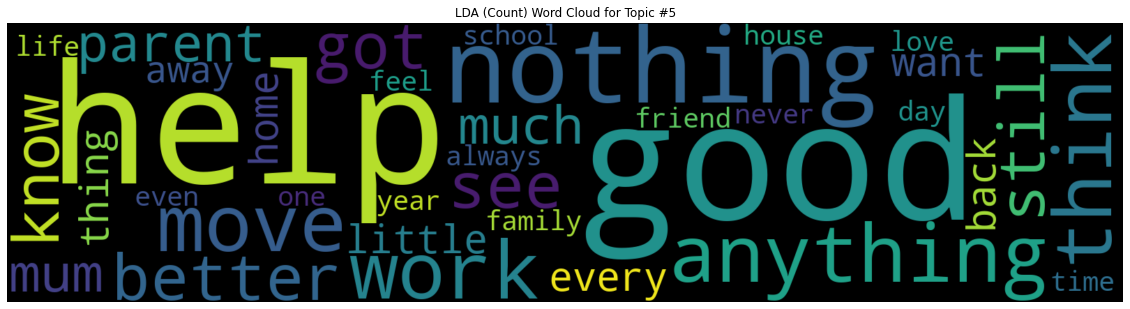 LDA (Count) Word Cloud for Topic #5
life
parent
got
school
house
love
nothing
away
feel
want
still
think
help
home
know
thing
much
friend
never
day
good
always
back
even
one
year
see
family
move
little
anything
mum
better
work
every
time